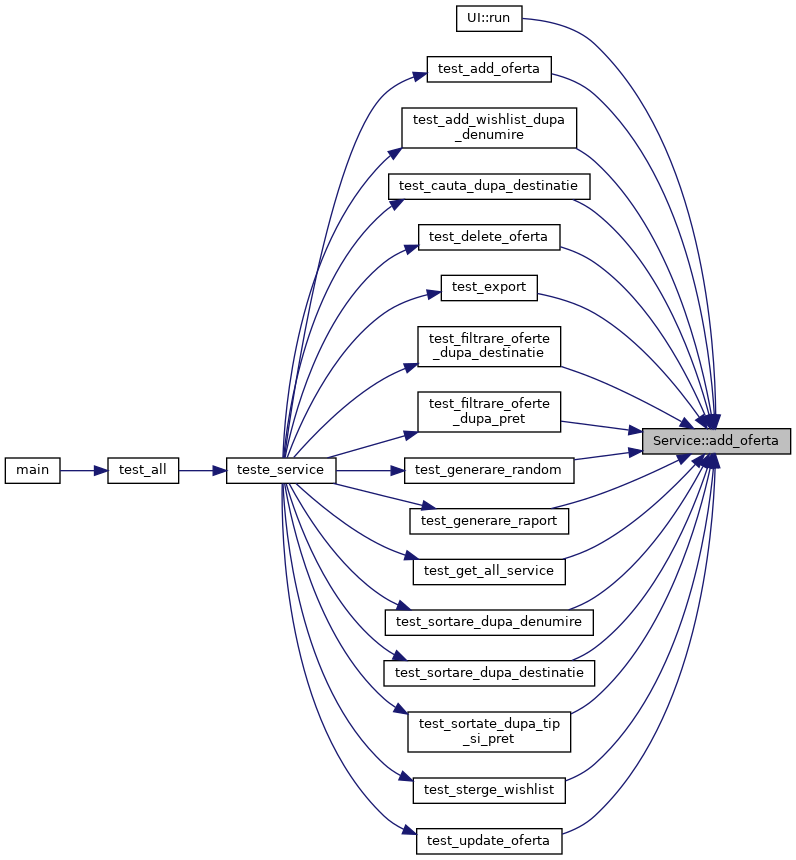 UI::run
test_add_oferta
test_add_wishlist_dupa
_denumire
test_cauta_dupa_destinatie
test_delete_oferta
test_export
test_filtrare_oferte
_dupa_destinatie
test_filtrare_oferte
_dupa_pret
Service::add_oferta
main
test_all
teste_service
test_generare_random
test_generare_raport
test_get_all_service
test_sortare_dupa_denumire
test_sortare_dupa_destinatie
test_sortate_dupa_tip
_si_pret
test_sterge_wishlist
test_update_oferta